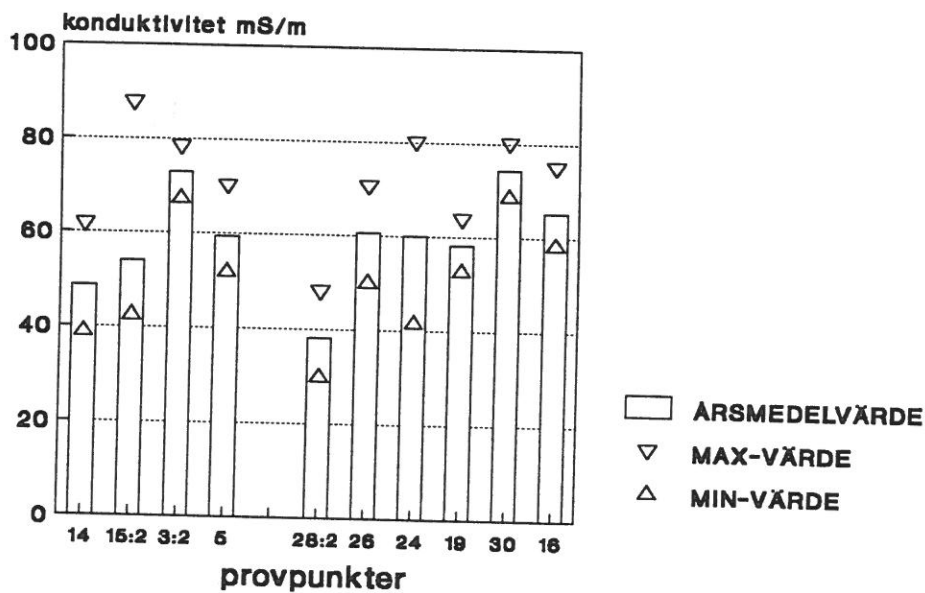 konduktivitet mS/m
100
80
60
40
20
0
14 15:2 3:2 5 28:2 26 24 19 30 16
provpunkter
ÅRSMEDELVÄRDE
MAX-VÄRDE
MIN-VÄRDE